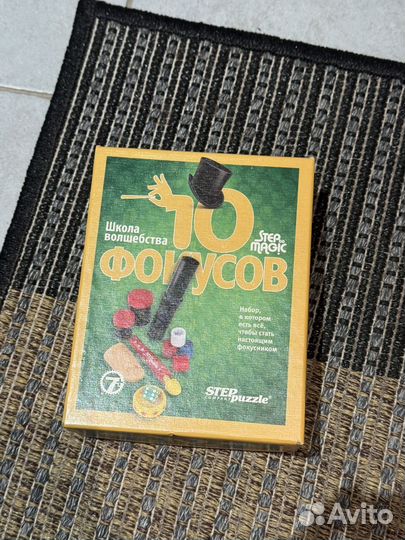 10
Школа
волшебства
STEP
MAGIC
ФОКУСОВ
Набор,
в котором
есть всё,
чтобы стать
настоящим
фокусником
7+
STEP puzzle
Avito